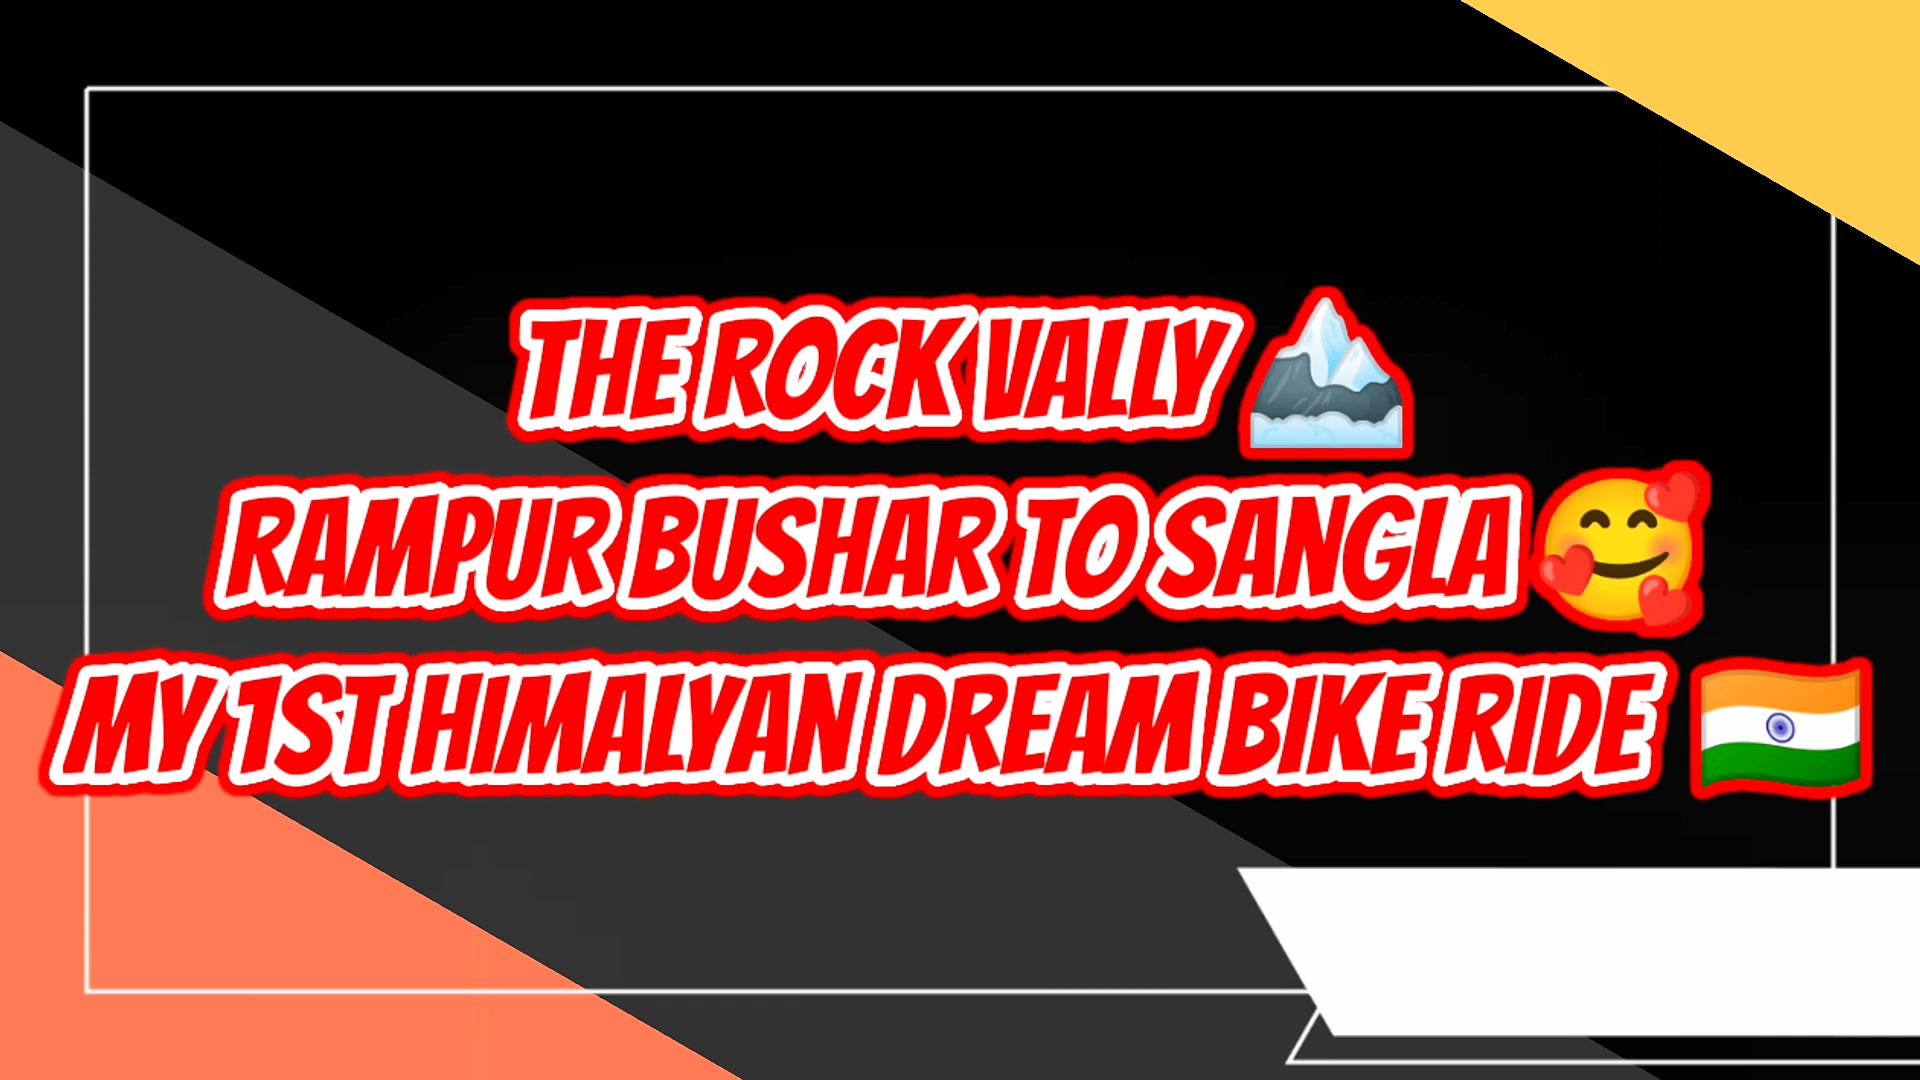 THE ROCK VALLY 🏔️
RAMPUR BUSHAR TO SANGLA 🥰
MY 1ST HIMALYAN DREAM BIKE RIDE 🇮🇳